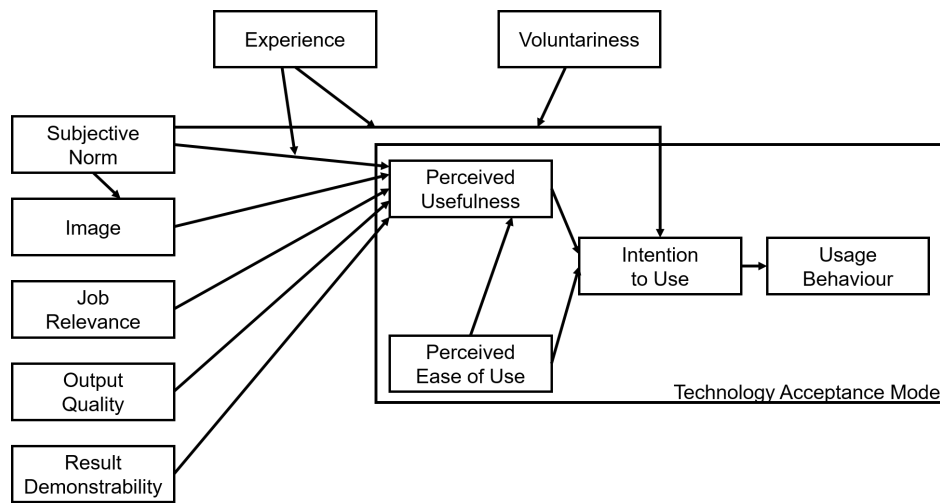 Experience
Voluntariness
Subjective
Norm
Image
Job
Relevance
Output
Quality
Result
Demonstrability
Perceived
Usefulness
Perceived
Ease of Use
Intention
to Use
Usage
Behaviour
Technology Acceptance Mode